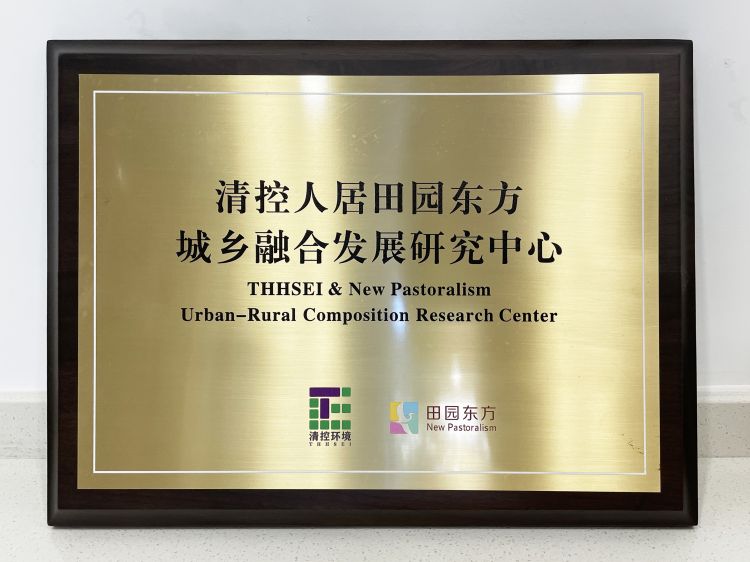 清控人居田园东方
城乡融合发展研究中心
THHSEI & New Pastoralism
Urban-Rural Composition Research Center
清控环境
THHSEI
田园东方
New Pastoralism